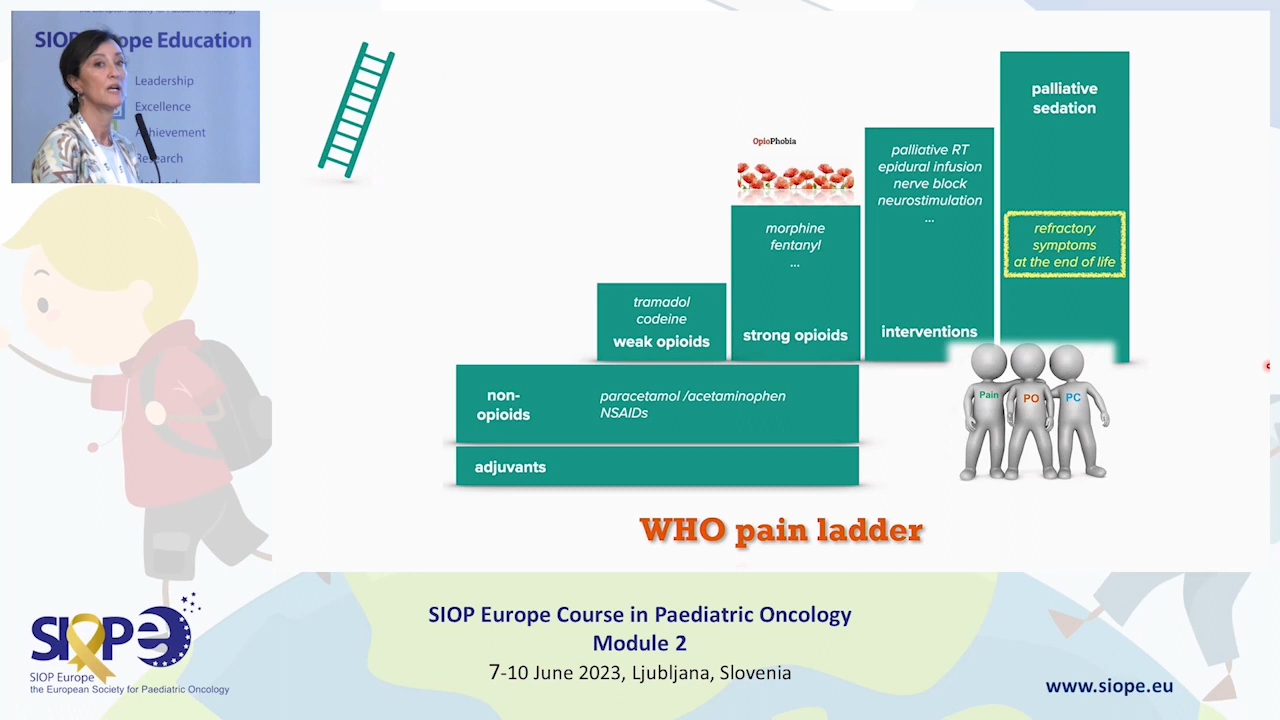 SIOP Europe Education
Leadership
Excellence
Achievement
Research
OpioPhobia
palliative
sedation
palliative RT
epidural infusion
nerve block
neurostimulation
...
refractory
symptoms
at the end of life
morphine
fentanyl
...
strong opioids
interventions
tramadol
codeine
weak opioids
non-
opioids
paracetamol /acetaminophen
NSAIDs
adjuvants
Pain
PO
PC
WHO pain ladder
SIOPe
SIOP Europe
the European Society for Paediatric Oncology
SIOP Europe Course in Paediatric Oncology
Module 2
7-10 June 2023, Ljubljana, Slovenia
www.siope.eu